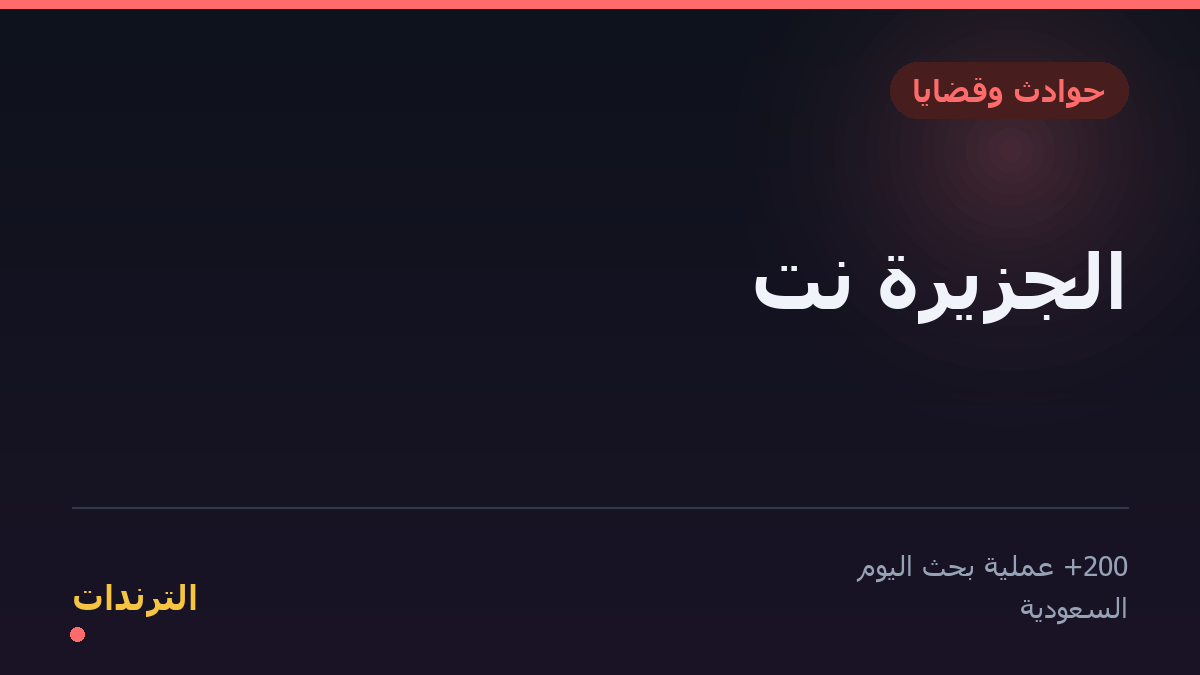 حوادث وقضايا
الجزيرة نت
200+ عملية بحث اليوم
السعودية
الترندات